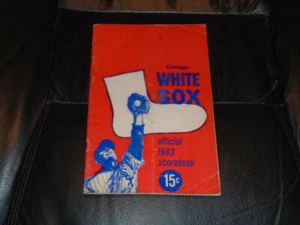 Chicago
WHITE
SOX
official
1963
scorebook
15¢